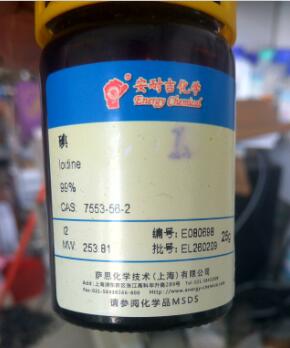 安耐吉化学
Energy Chemical
碘
Iodine
99%
CAS: 7553-56-2
I2
MW 253.81
编号: E080698
批号: EL260209
25g
萨恩化学技术（上海）有限公司
请参阅化学品MSDS